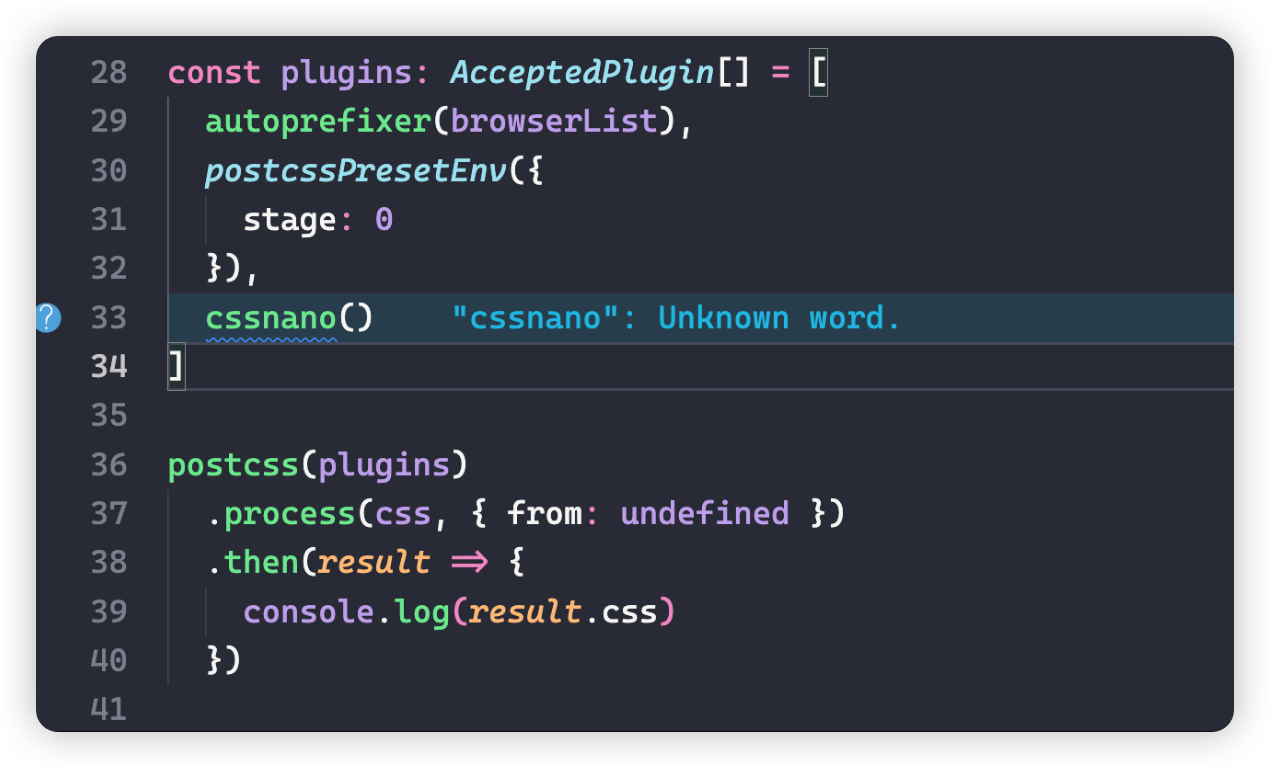 28 const plugins: AcceptedPlugin[] = [
29   autoprefixer(browserList),
30   postcssPresetEnv({
31     stage: 0
32   }),
? 33   cssnano()    "cssnano": Unknown word.
34 ]
35
36 postcss(plugins)
37   .process(css, { from: undefined })
38   .then(result => {
39     console.log(result.css)
40   })
41